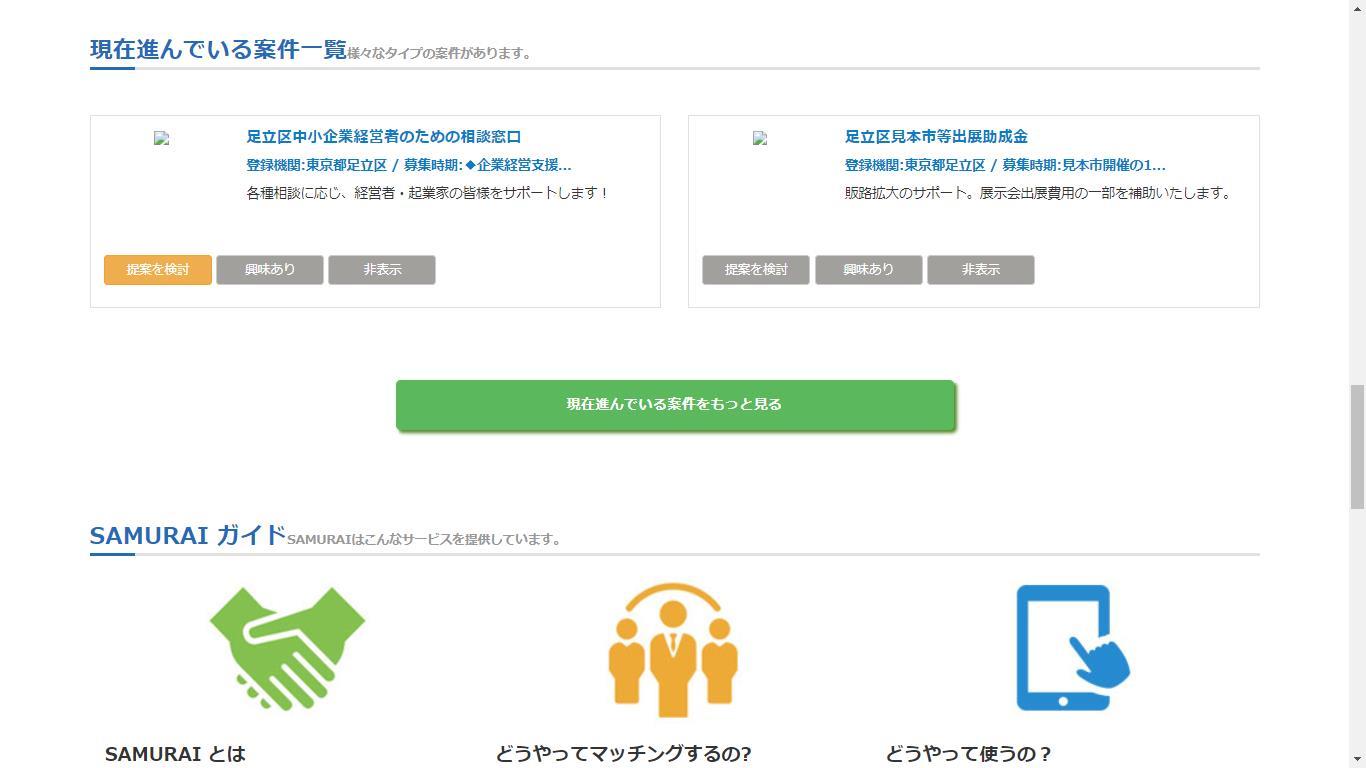 現在進んでいる案件一覧様々なタイプの案件があります。
足立区中小企業経営者のための相談窓口
登録機関:東京都足立区 / 募集時期:◆企業経営支援...
各種相談に応じ、経営者・起業家の皆様をサポートします！
提案を検討 興味あり 非表示
足立区見本市等出展助成金
登録機関:東京都足立区 / 募集時期:見本市開催の1...
販路拡大のサポート。展示会出展費用の一部を補助いたします。
提案を検討 興味あり 非表示
現在進んでいる案件をもっと見る
SAMURAI ガイドSAMURAIはこんなサービスを提供しています。
SAMURAI とは
どうやってマッチングするの?
どうやって使うの？